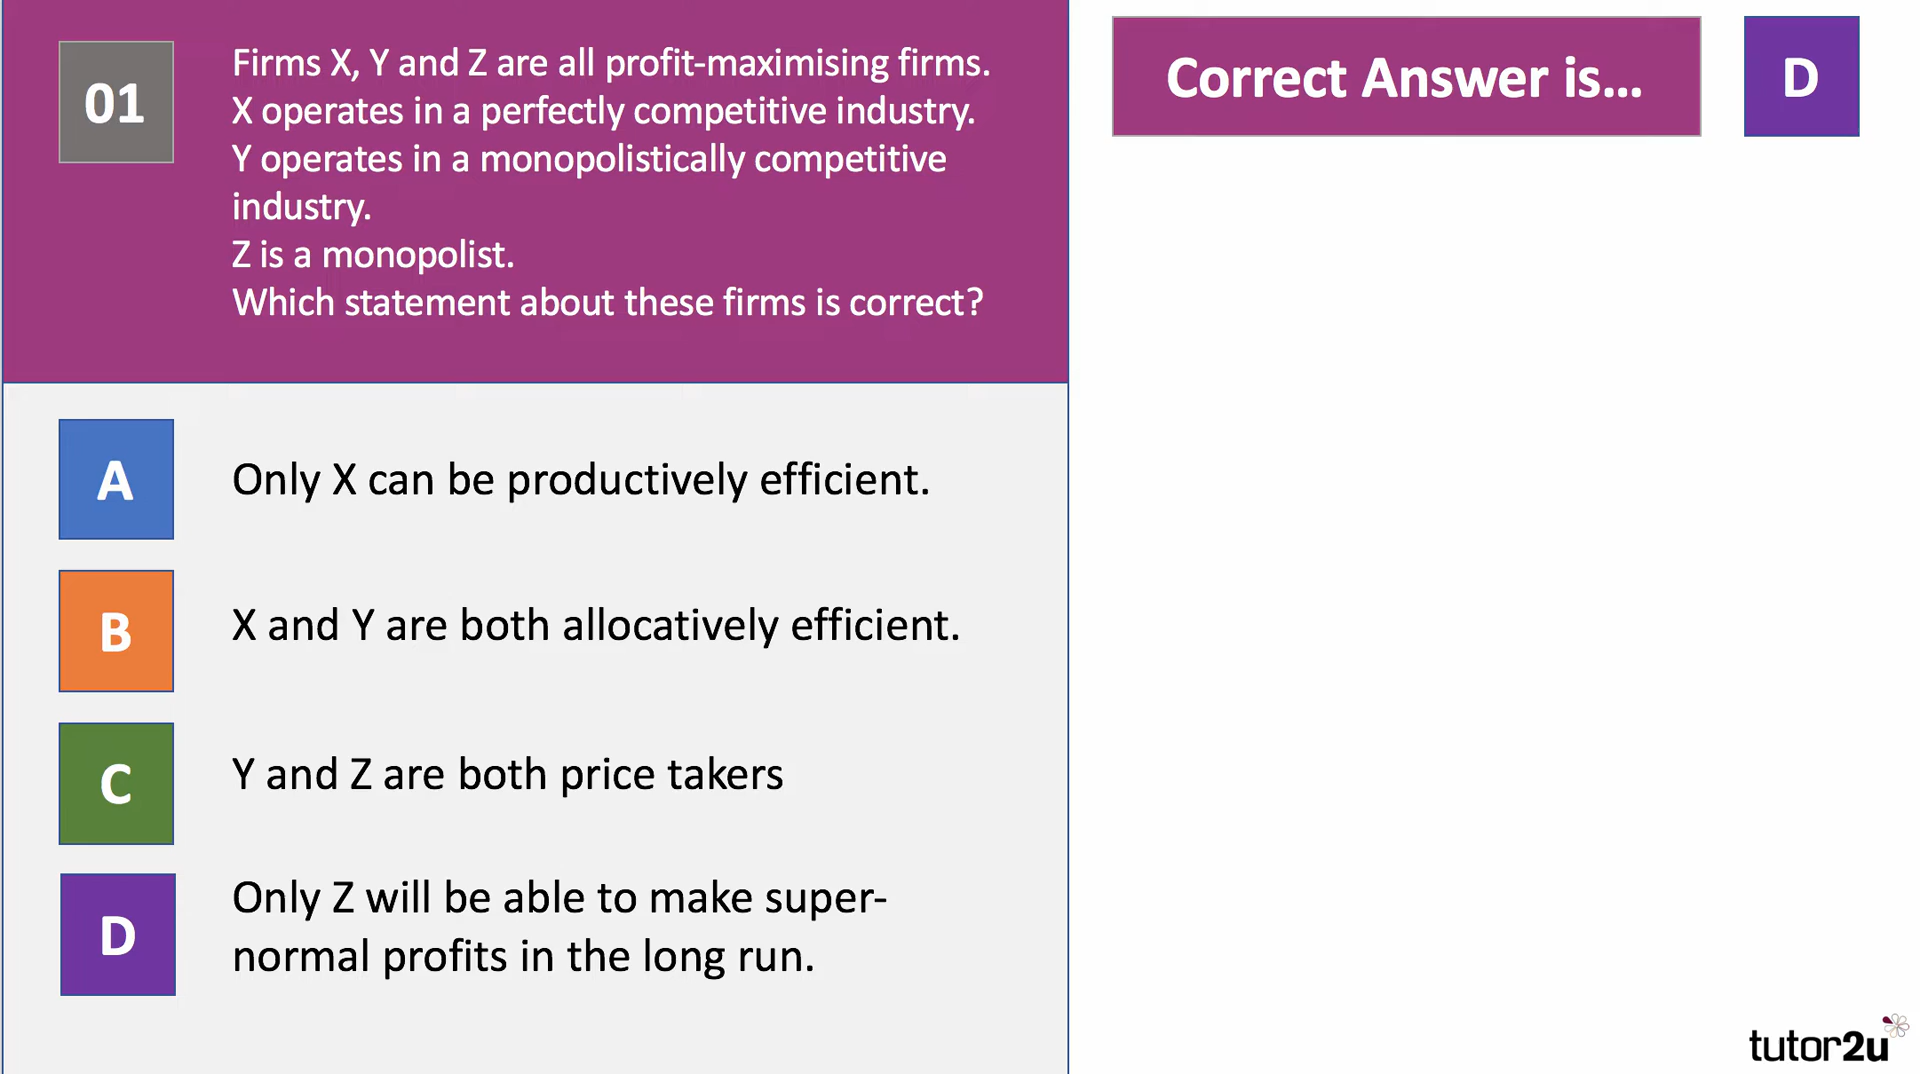 01
Firms X, Y and Z are all profit-maximising firms.
X operates in a perfectly competitive industry.
Y operates in a monopolistically competitive
industry.
Z is a monopolist.
Which statement about these firms is correct?
A
Only X can be productively efficient.
B
X and Y are both allocatively efficient.
C
Y and Z are both price takers
D
Only Z will be able to make super-
normal profits in the long run.
Correct Answer is...
D
tutor2u